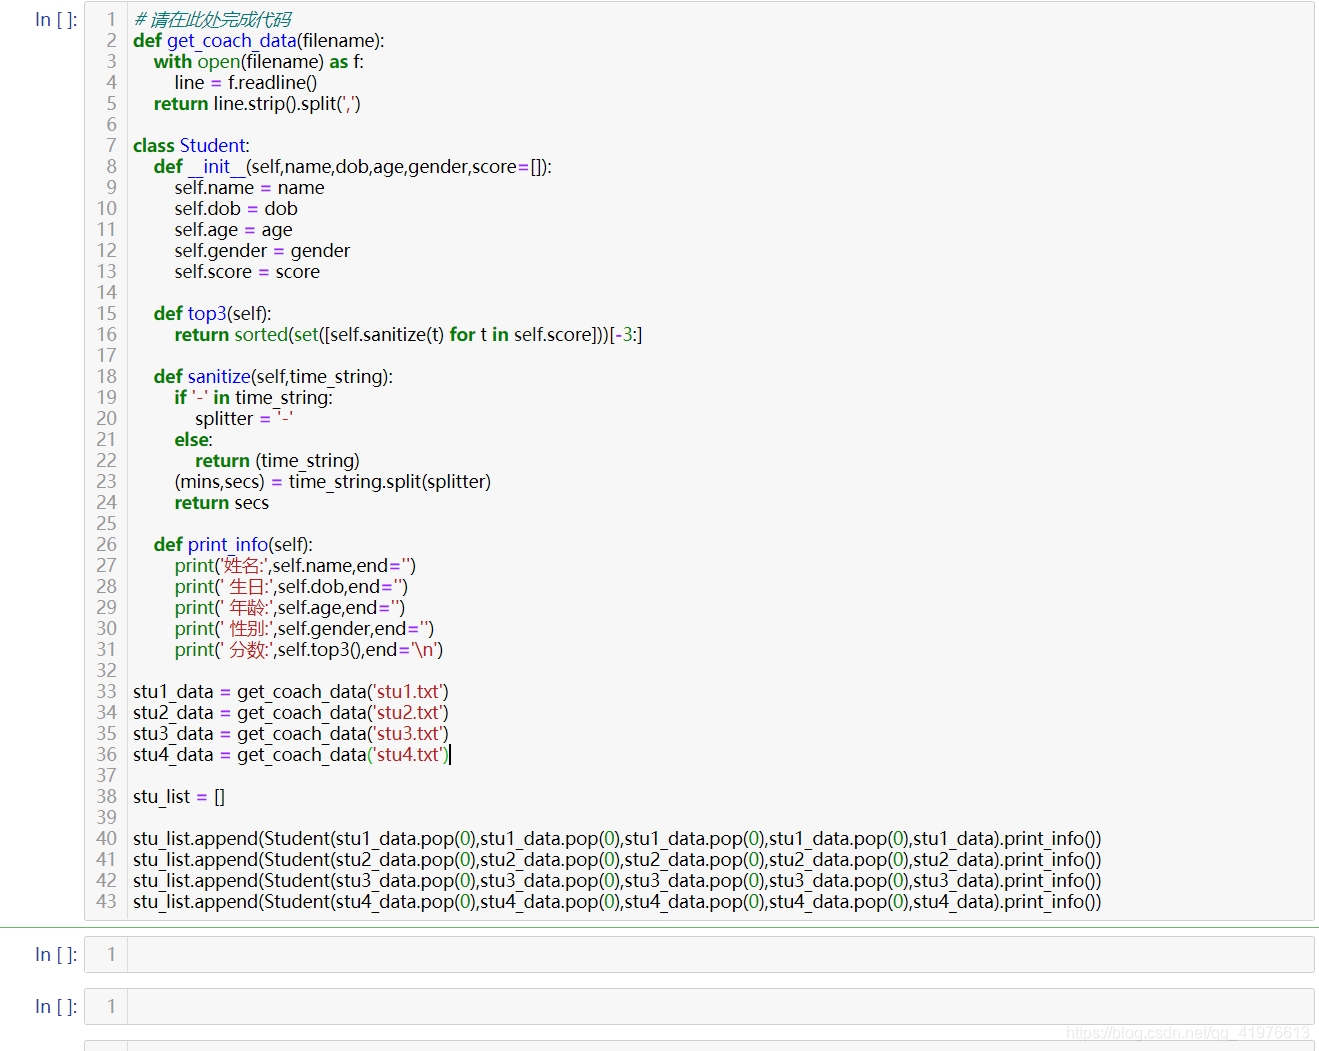 In [ ]:
1 # 请在此处完成代码
2 def get_coach_data(filename):
3     with open(filename) as f:
4         line = f.readline()
5     return line.strip().split(',')
6
7 class Student:
8     def __init__(self,name,dob,age,gender,score=[]):
9         self.name = name
10         self.dob = dob
11         self.age = age
12         self.gender = gender
13         self.score = score
14
15     def top3(self):
16         return sorted(set([self.sanitize(t) for t in self.score]))[-3:]
17
18     def sanitize(self,time_string):
19         if '-' in time_string:
20             splitter = '-'
21         else:
22             return (time_string)
23         (mins,secs) = time_string.split(splitter)
24         return secs
25
26     def print_info(self):
27         print('姓名:',self.name,end='')
28         print(' 生日:',self.dob,end='')
29         print(' 年龄:',self.age,end='')
30         print(' 性别:',self.gender,end='')
31         print(' 分数:',self.top3(),end='\n')
32
33 stu1_data = get_coach_data('stu1.txt')
34 stu2_data = get_coach_data('stu2.txt')
35 stu3_data = get_coach_data('stu3.txt')
36 stu4_data = get_coach_data('stu4.txt')
37
38 stu_list = []
39
40 stu_list.append(Student(stu1_data.pop(0),stu1_data.pop(0),stu1_data.pop(0),stu1_data.pop(0),stu1_data).print_info())
41 stu_list.append(Student(stu2_data.pop(0),stu2_data.pop(0),stu2_data.pop(0),stu2_data.pop(0),stu2_data).print_info())
42 stu_list.append(Student(stu3_data.pop(0),stu3_data.pop(0),stu3_data.pop(0),stu3_data.pop(0),stu3_data).print_info())
43 stu_list.append(Student(stu4_data.pop(0),stu4_data.pop(0),stu4_data.pop(0),stu4_data.pop(0),stu4_data).print_info())
In [ ]: 1
In [ ]: 1
https://blog.csdn.net/qq_41976613